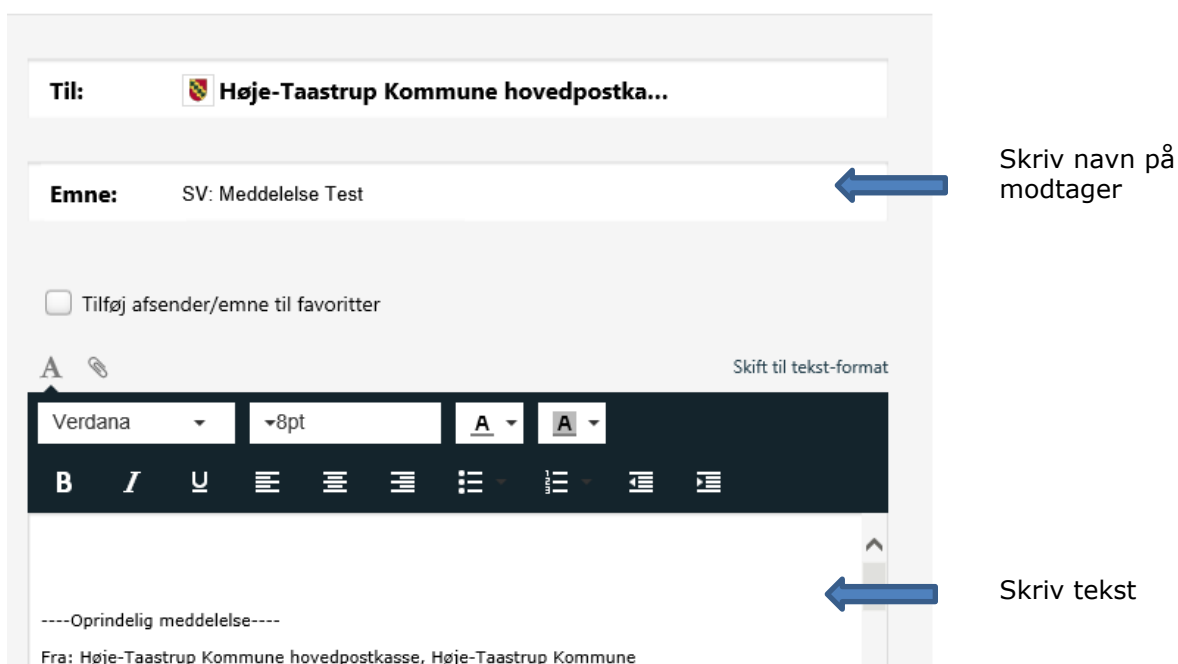 Til: Høje-Taastrup Kommune hovedpostka...
Skriv navn på
modtager
Emne: SV: Meddelelse Test
Tilføj afsender/emne til favoritter
A Skift til tekst-format
Verdana 8pt A A
B I U
----Oprindelig meddelelse----
Skriv tekst
Fra: Høje-Taastrup Kommune hovedpostkasse, Høje-Taastrup Kommune